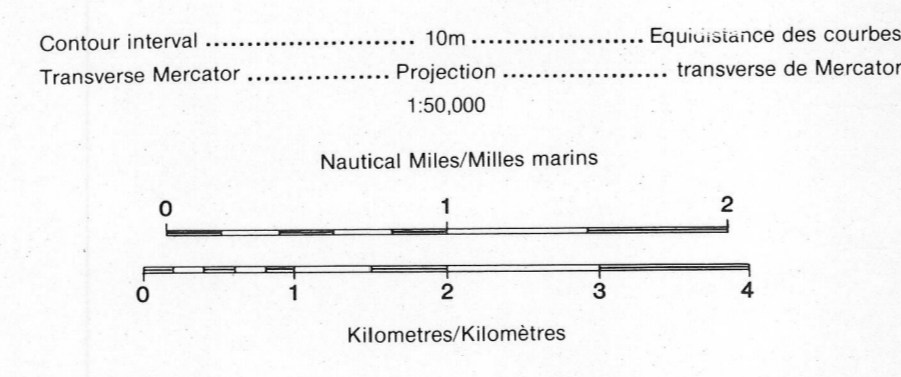 Contour interval ........................ 10m .................... Equidistance des courbes
Transverse Mercator ................. Projection ................... transverse de Mercator
1:50,000
Nautical Miles/Milles marins
0 1 2
0 1 2 3 4
Kilometres/Kilomètres